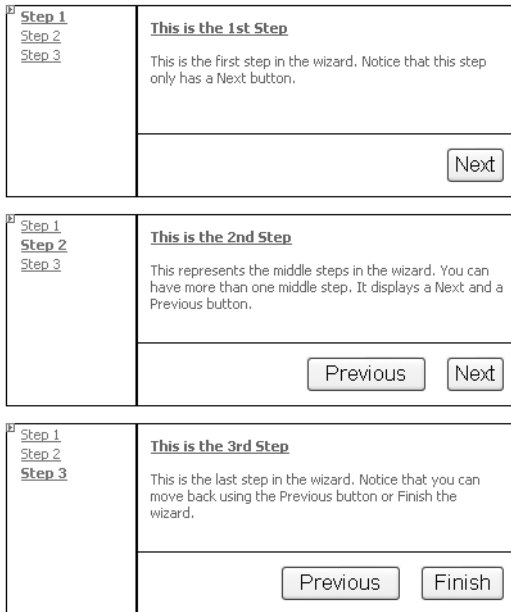 Step 1
Step 2
Step 3
This is the 1st Step
This is the first step in the wizard. Notice that this step
only has a Next button.
Next
Step 1
Step 2
Step 3
This is the 2nd Step
This represents the middle steps in the wizard. You can
have more than one middle step. It displays a Next and a
Previous button.
Previous Next
Step 1
Step 2
Step 3
This is the 3rd Step
This is the last step in the wizard. Notice that you can
move back using the Previous button or Finish the
wizard.
Previous Finish